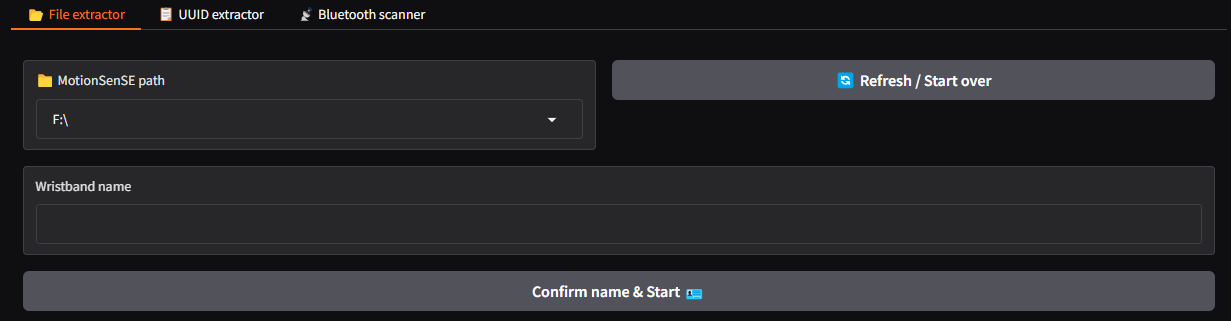 File extractor UUID extractor Bluetooth scanner
MotionSenSE path
F:\
Refresh / Start over
Wristband name
Confirm name & Start